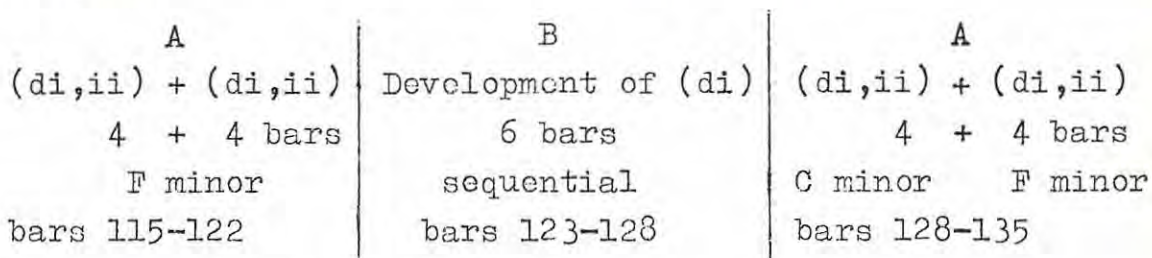 A | B | A
(di,ii) + (di,ii) | Development of (di) | (di,ii) + (di,ii)
4 + 4 bars | 6 bars | 4 + 4 bars
F minor | sequential | C minor F minor
bars 115-122 | bars 123-128 | bars 128-135